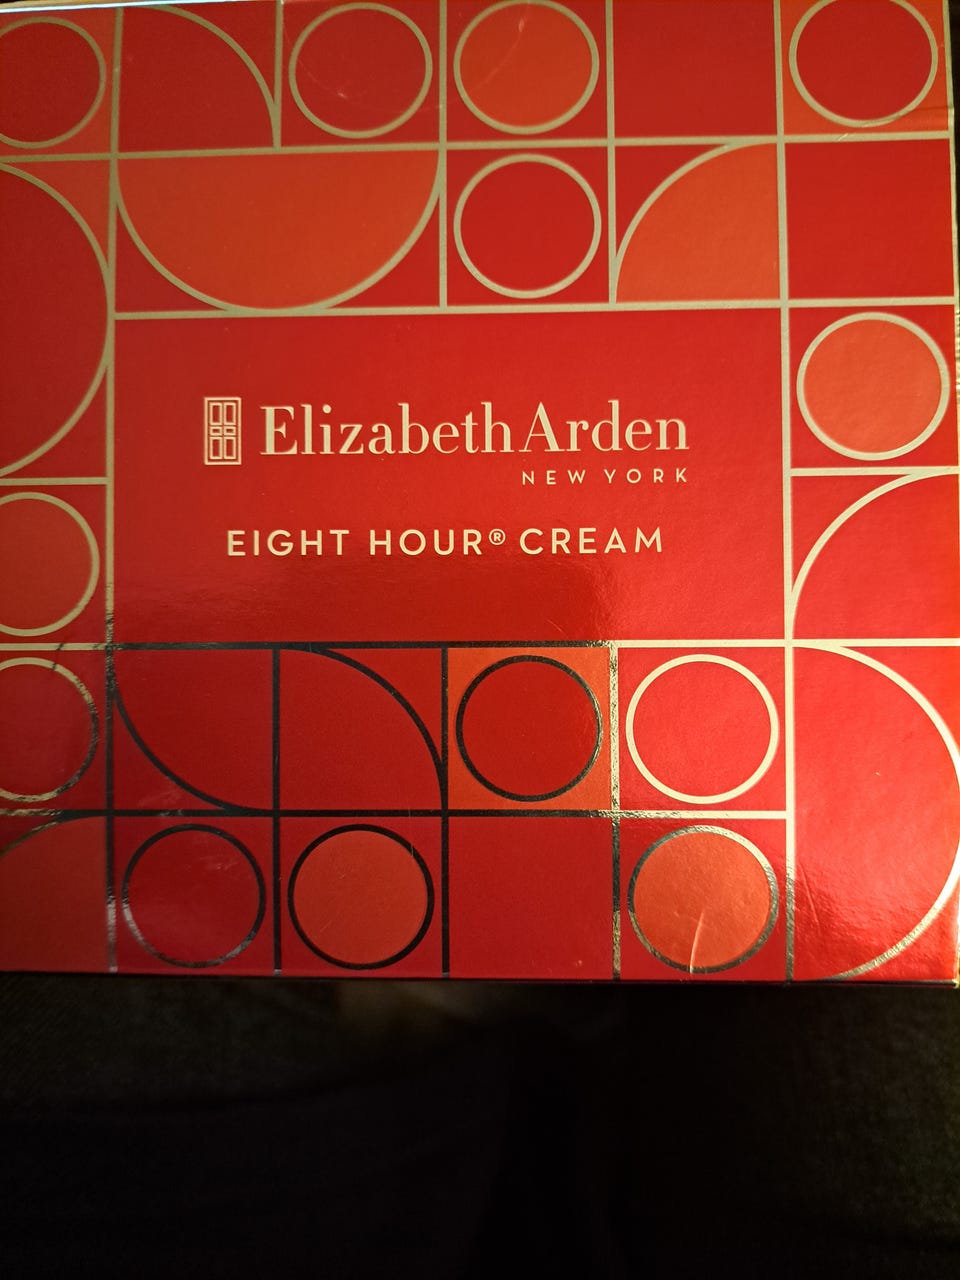 Elizabeth Arden
NEW YORK
EIGHT HOUR® CREAM